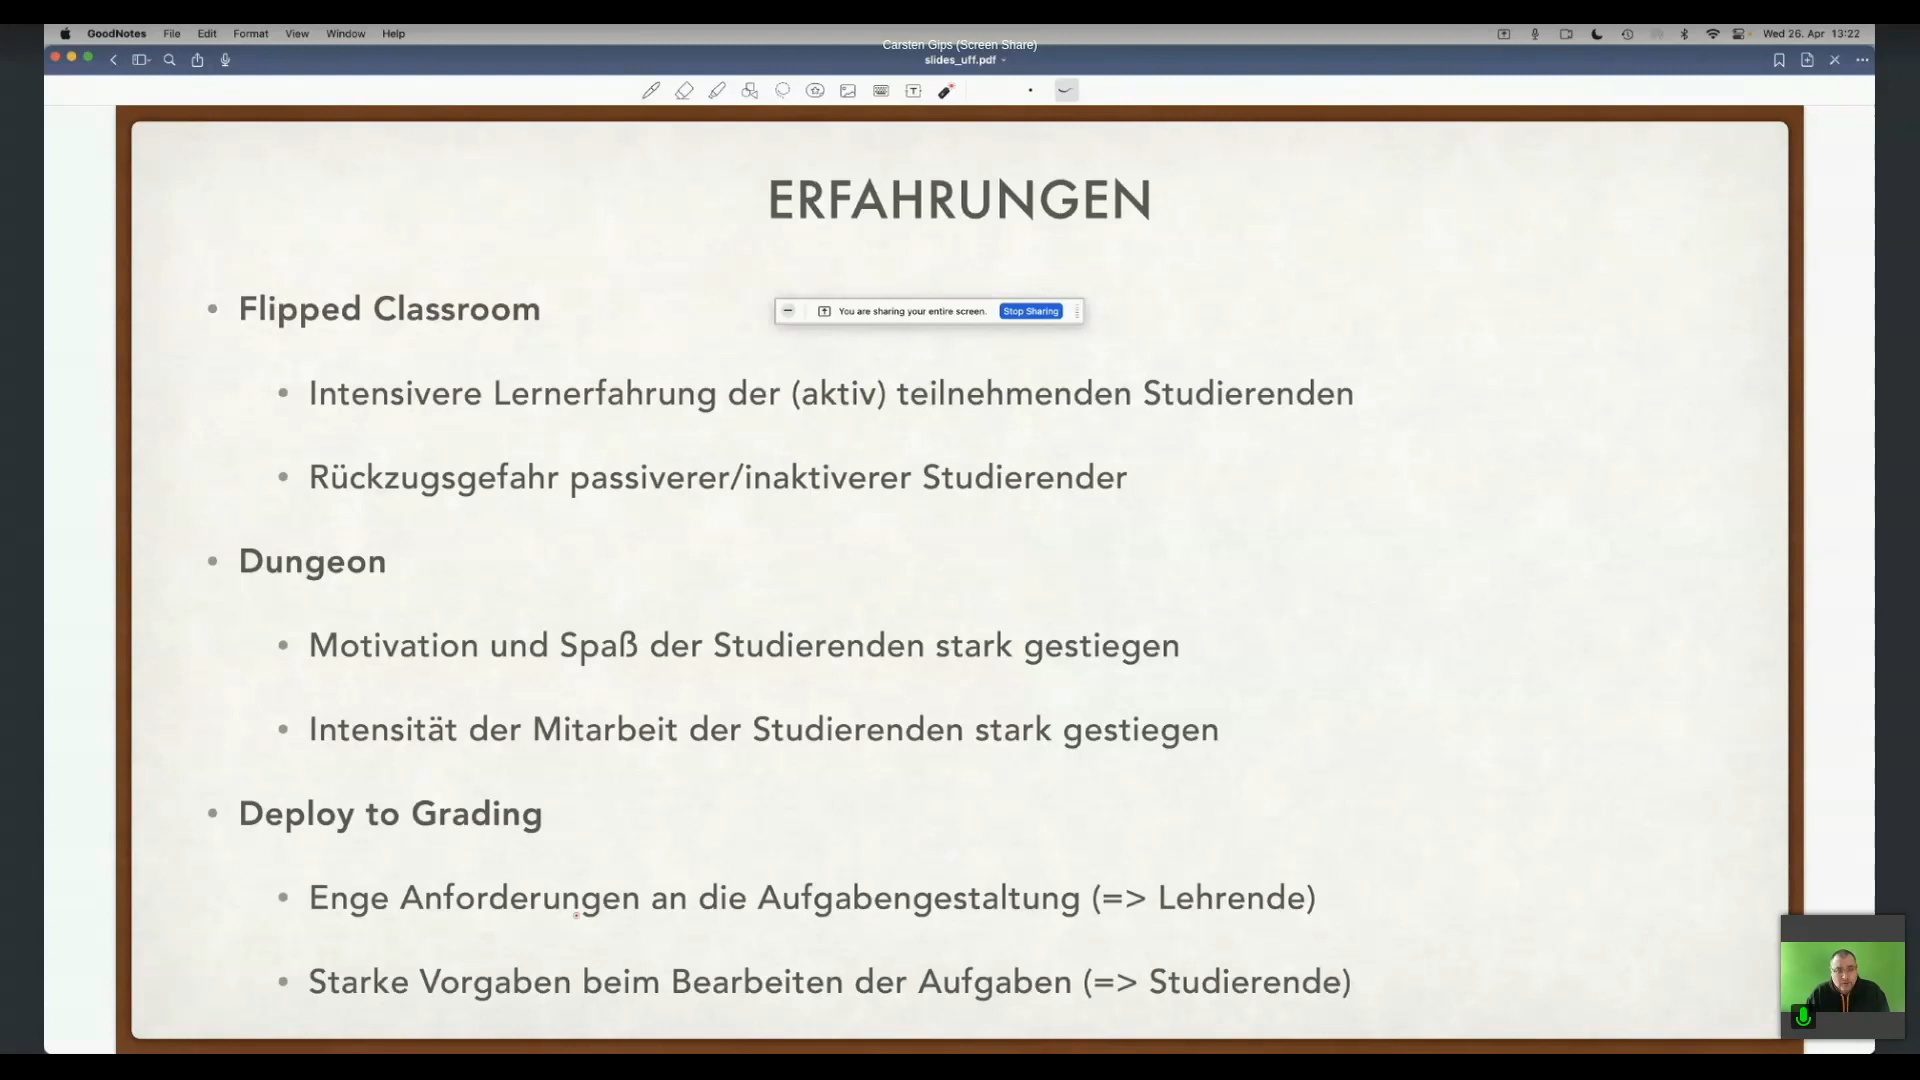 GoodNotes File Edit Format View Window Help
Wed 26. Apr 13:22
Carsten Gips (Screen Share)
slides_uff.pdf
ERFAHRUNGEN
• Flipped Classroom
You are sharing your entire screen. Stop Sharing
• Intensivere Lernerfahrung der (aktiv) teilnehmenden Studierenden
• Rückzugsgefahr passiverer/inaktiverer Studierender
• Dungeon
• Motivation und Spaß der Studierenden stark gestiegen
• Intensität der Mitarbeit der Studierenden stark gestiegen
• Deploy to Grading
• Enge Anforderungen an die Aufgabengestaltung (=> Lehrende)
• Starke Vorgaben beim Bearbeiten der Aufgaben (=> Studierende)